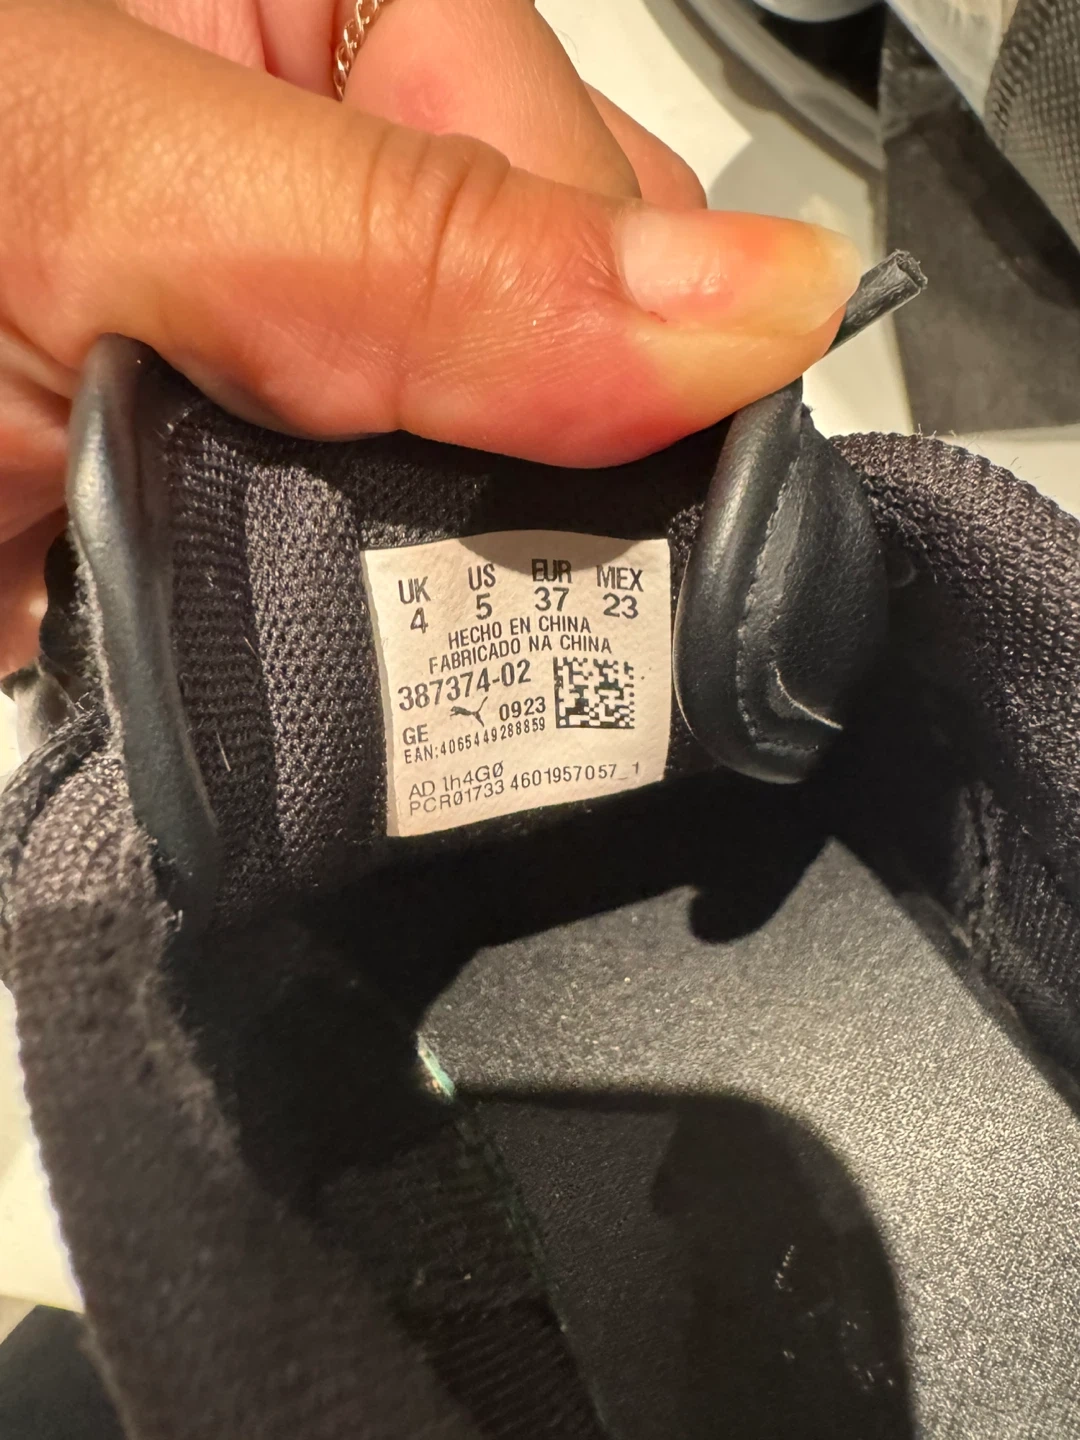 UK US EUR MEX
4 5 37 23
HECHO EN CHINA
FABRICADO NA CHINA
387374-02
GE 0923
EAN:4065449288859
AD lh4G0
PCR01733 4601957057_1